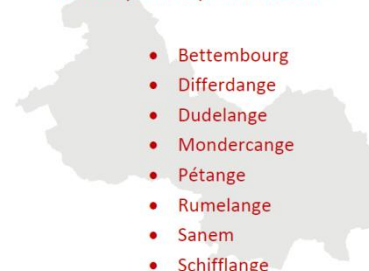 • Bettembourg
• Differdange
• Dudelange
• Mondercange
• Pétange
• Rumelange
• Sanem
• Schifflange